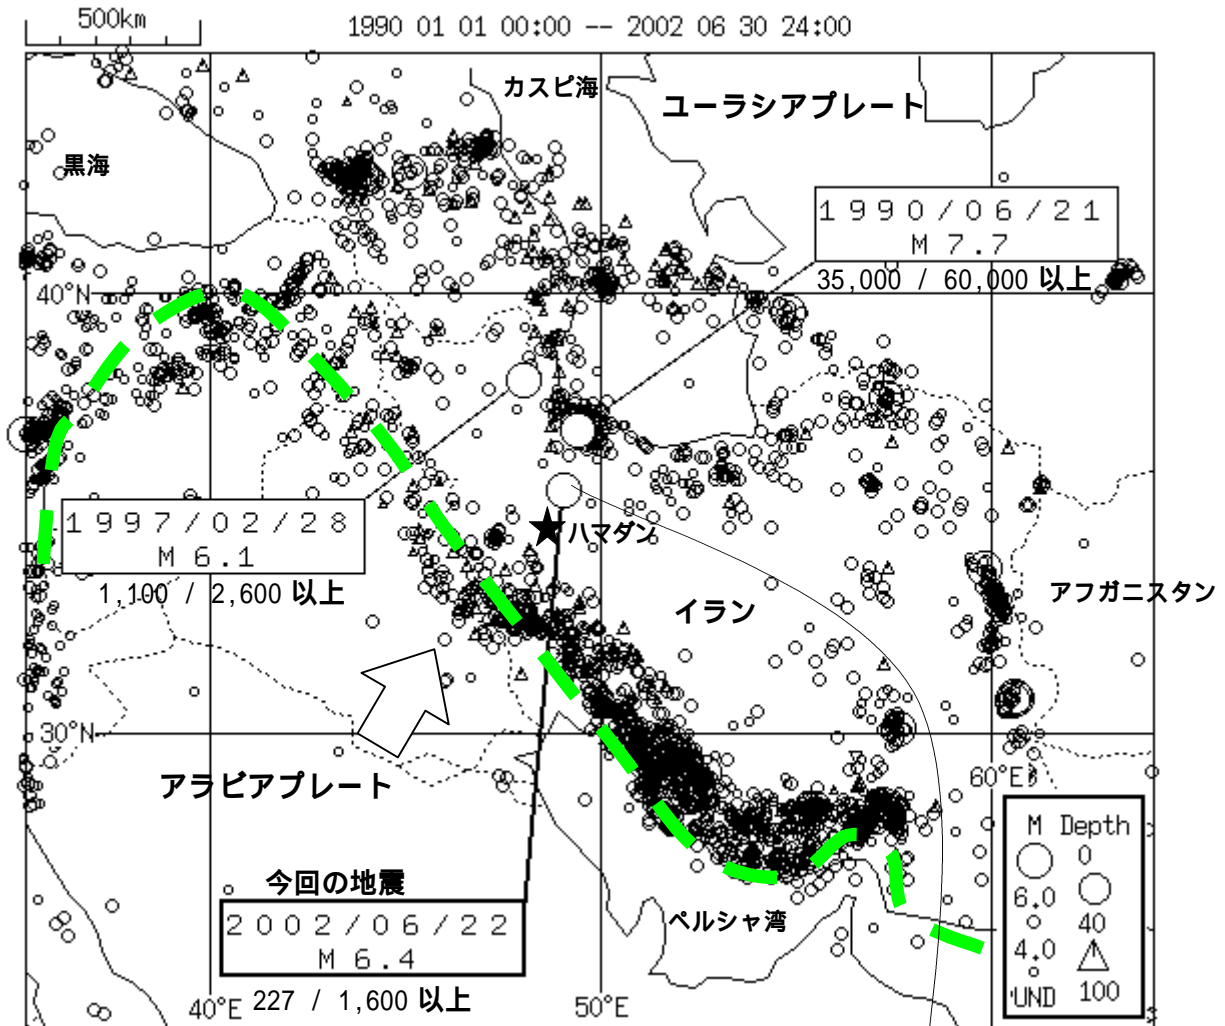 500km
1990 01 01 00:00 -- 2002 06 30 24:00
カスピ海
ユーラシアプレート
黒海
1990/06/21
M 7.7
35,000 / 60,000 以上
40°N
1997/02/28
M 6.1
1,100 / 2,600 以上
ハマダン
アフガニスタン
イラン
30°N
アラビアプレート
60°E
今回の地震
2002/06/22
M 6.4
227 / 1,600 以上
ペルシャ湾
40°E
50°E
M Depth
0
6.0
40
4.0
UND 100